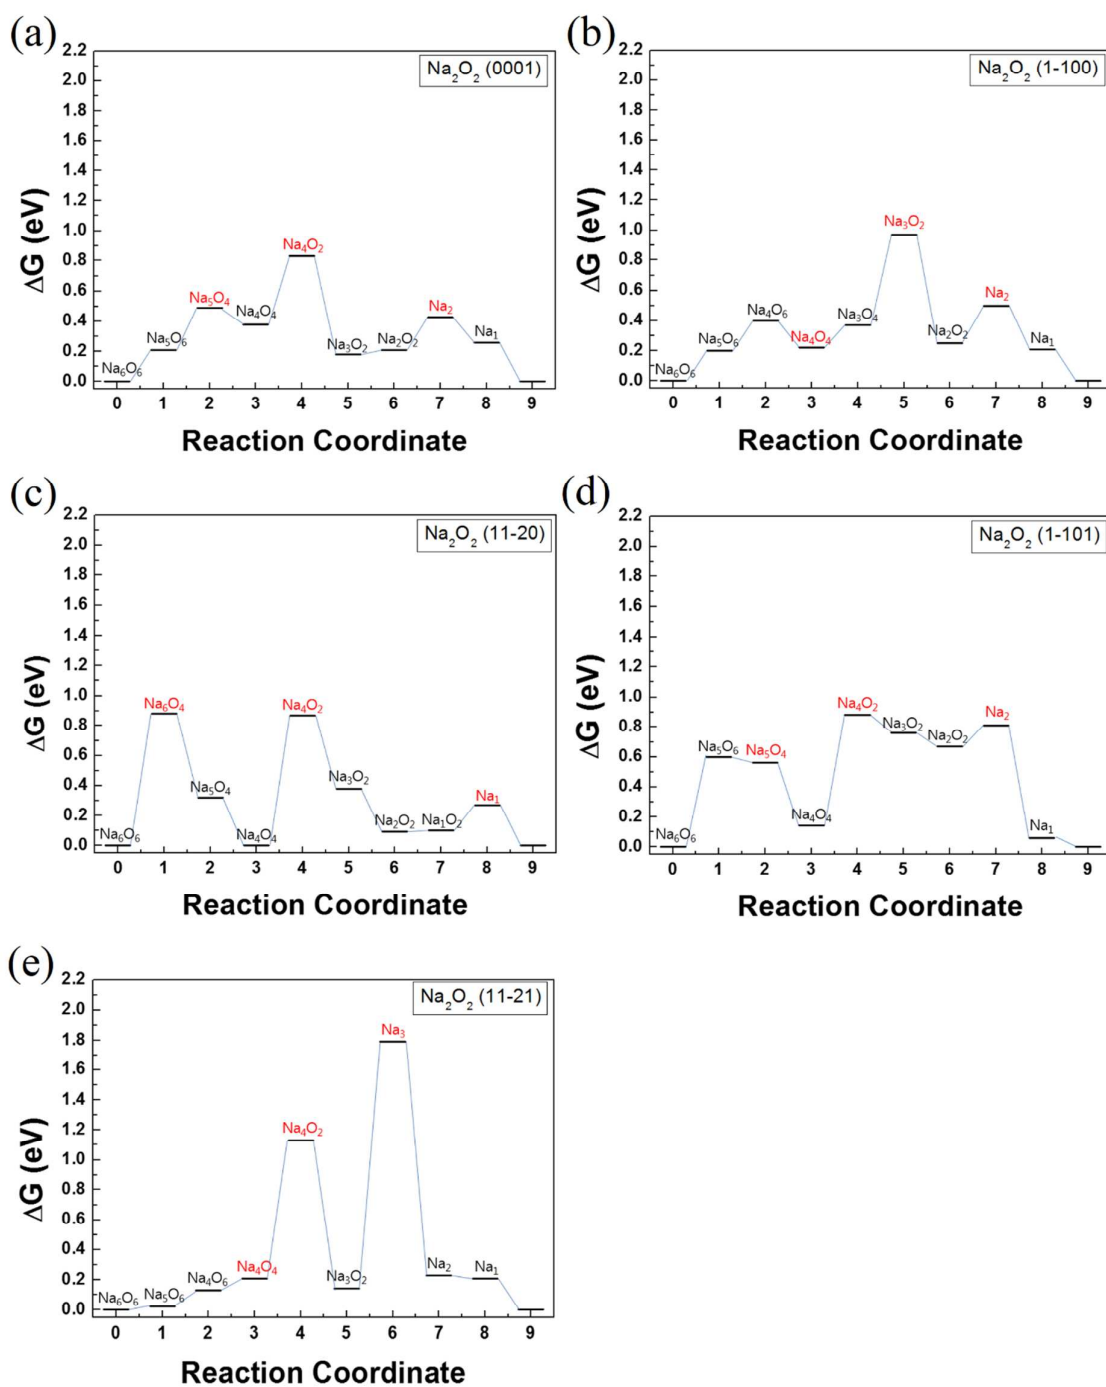 (a)
Na₂O₂ (0001)
2.2
2.0
1.8
1.6
1.4
1.2
1.0
0.8
0.6
0.4
0.2
0.0
ΔG (eV)
Na₆O₆
Na₅O₆
Na₅O₄
Na₄O₄
Na₄O₂
Na₃O₂
Na₂O₂
Na₂
Na₁
0 1 2 3 4 5 6 7 8 9
Reaction Coordinate
(b)
Na₂O₂ (1-100)
2.2
2.0
1.8
1.6
1.4
1.2
1.0
0.8
0.6
0.4
0.2
0.0
ΔG (eV)
Na₆O₆
Na₅O₆
Na₄O₆
Na₄O₄
Na₃O₄
Na₃O₂
Na₂O₂
Na₂
Na₁
0 1 2 3 4 5 6 7 8 9
Reaction Coordinate
(c)
Na₂O₂ (11-20)
2.2
2.0
1.8
1.6
1.4
1.2
1.0
0.8
0.6
0.4
0.2
0.0
ΔG (eV)
Na₆O₆
Na₆O₄
Na₅O₄
Na₄O₄
Na₄O₂
Na₃O₂
Na₂O₂
Na₁O₂
Na₁
0 1 2 3 4 5 6 7 8 9
Reaction Coordinate
(d)
Na₂O₂ (1-101)
2.2
2.0
1.8
1.6
1.4
1.2
1.0
0.8
0.6
0.4
0.2
0.0
ΔG (eV)
Na₆O₆
Na₅O₆
Na₅O₄
Na₄O₄
Na₄O₂
Na₃O₂
Na₂O₂
Na₂
Na₁
0 1 2 3 4 5 6 7 8 9
Reaction Coordinate
(e)
Na₂O₂ (11-21)
2.2
2.0
1.8
1.6
1.4
1.2
1.0
0.8
0.6
0.4
0.2
0.0
ΔG (eV)
Na₆O₆
Na₅O₆
Na₄O₆
Na₄O₄
Na₄O₂
Na₃O₂
Na₃
Na₂
Na₁
0 1 2 3 4 5 6 7 8 9
Reaction Coordinate